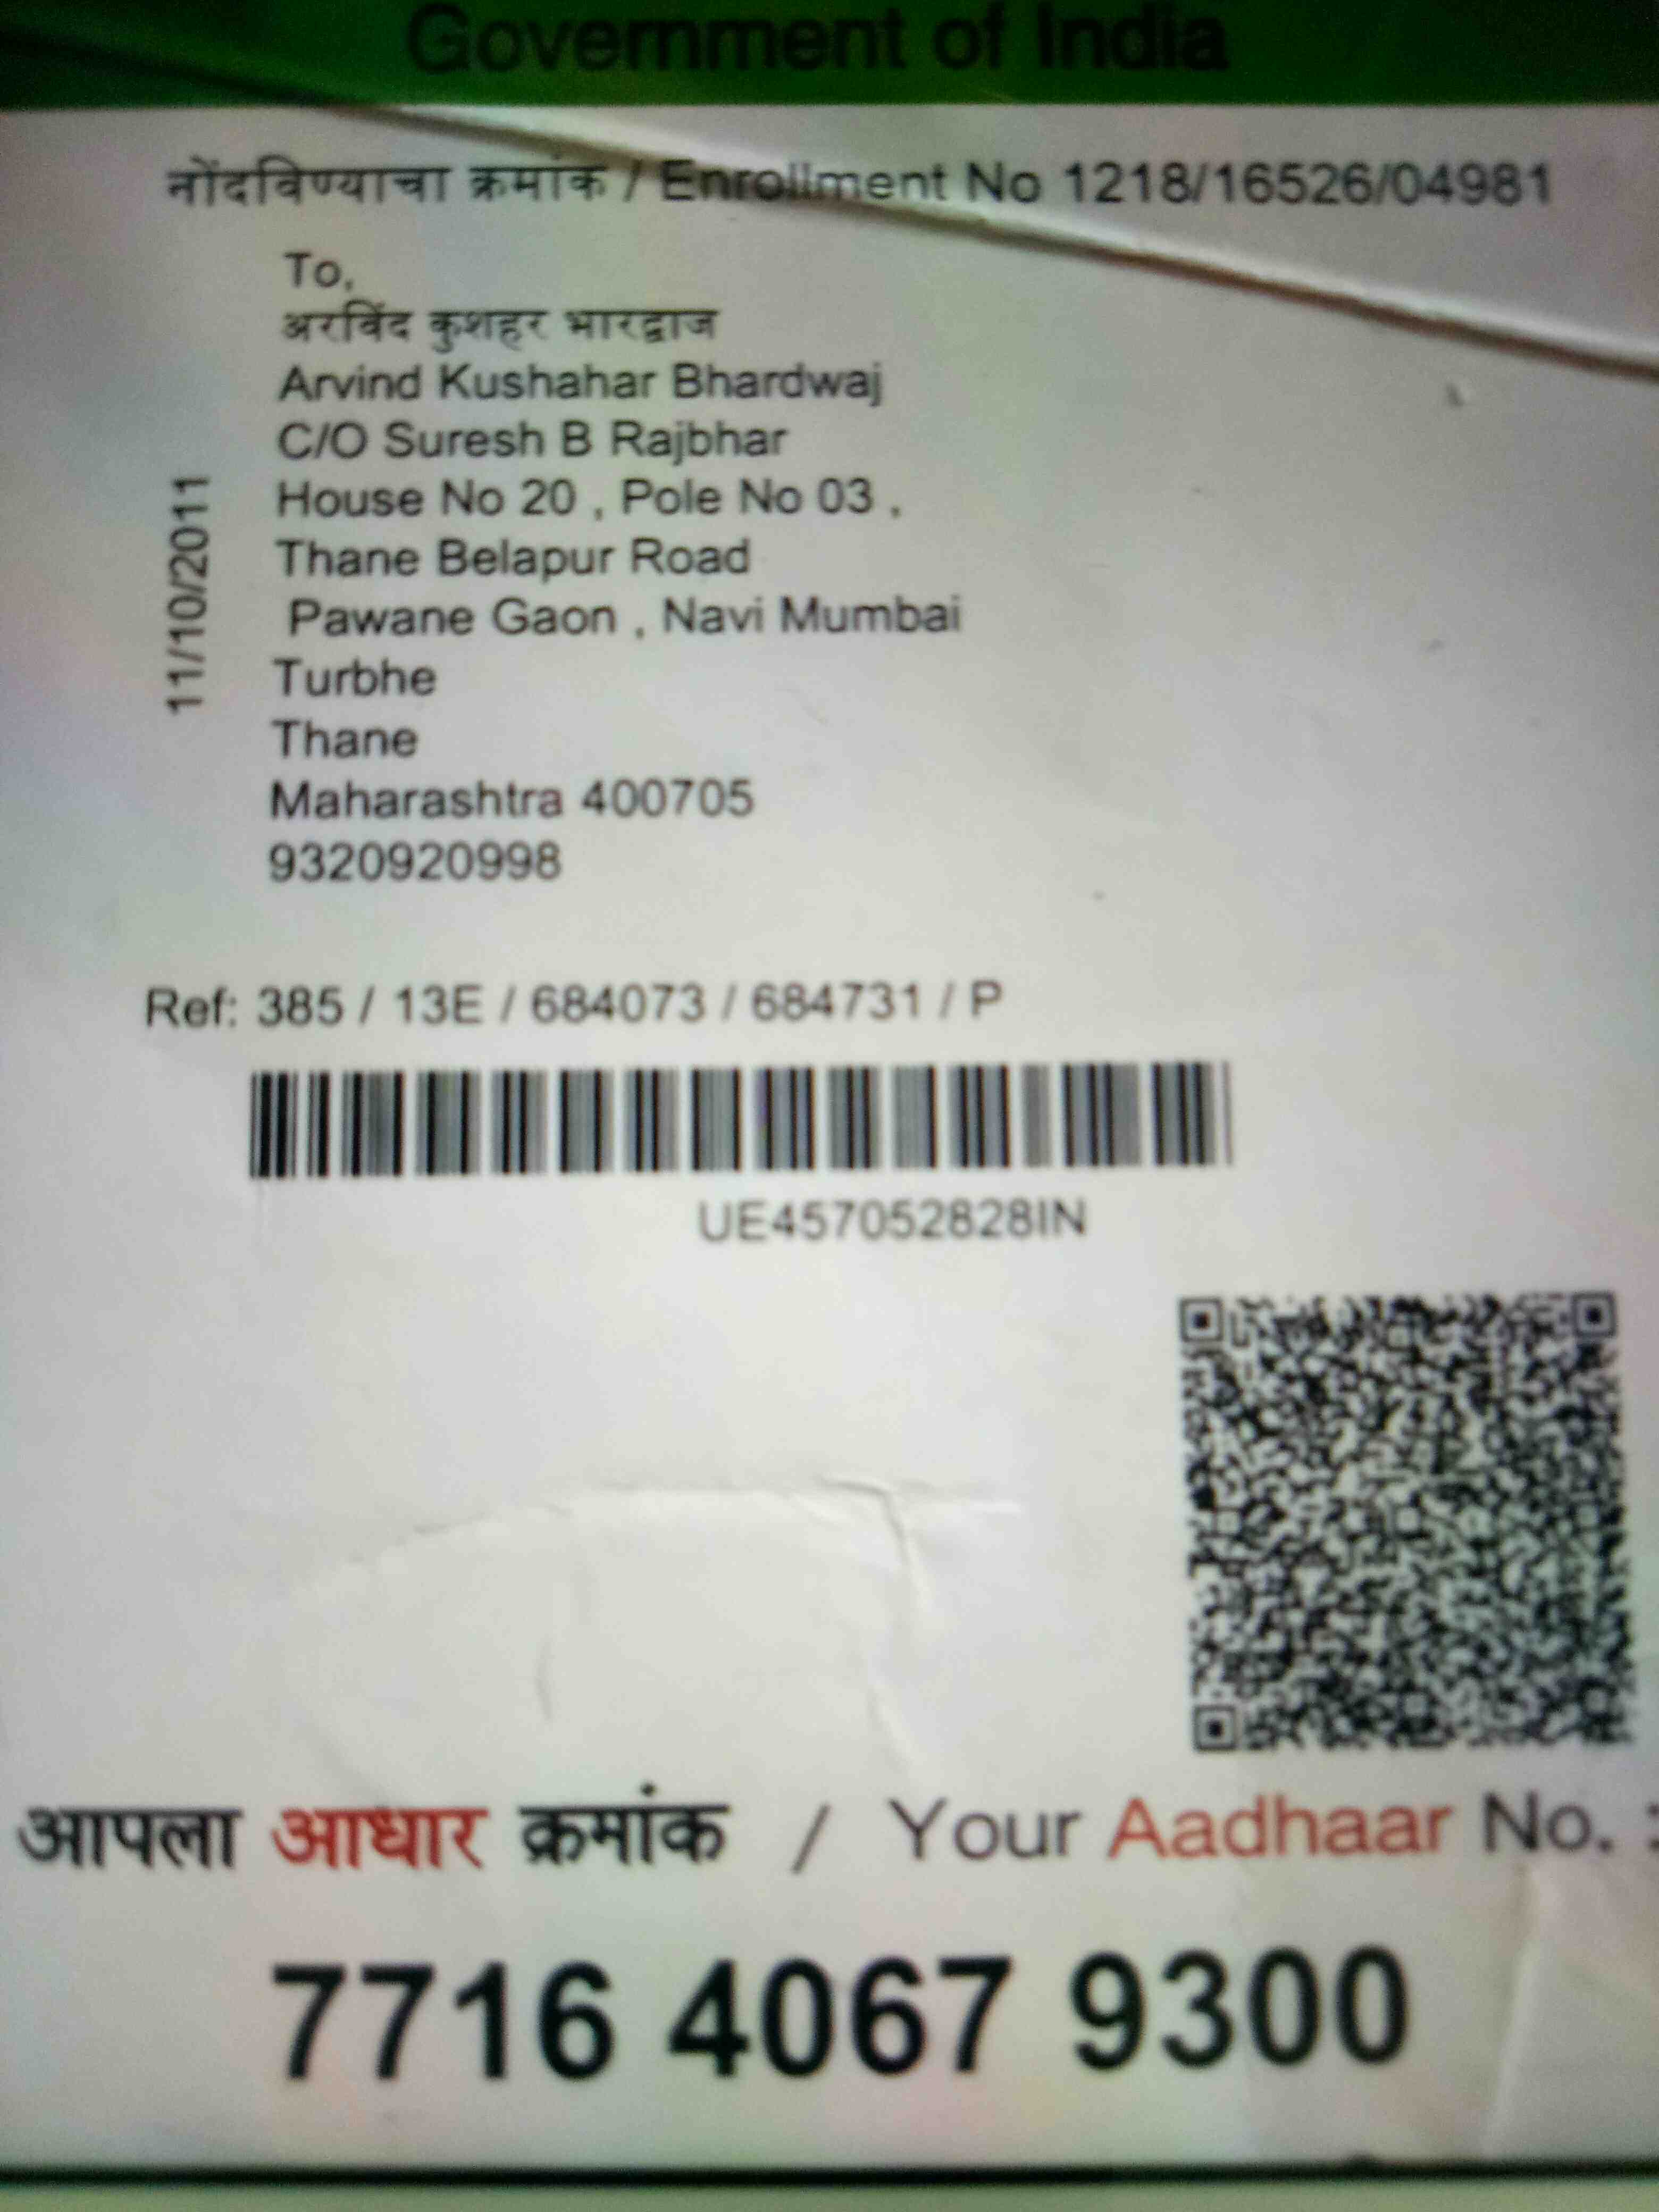 Government of India
नोंदविण्याचा क्रमांक / Enrollment No 1218/16526/04981
To,
अरविंद कुशहर भारद्वाज
Arvind Kushahar Bhardwaj
C/O Suresh B Rajbhar
House No 20 , Pole No 03 ,
Thane Belapur Road
Pawane Gaon , Navi Mumbai
Turbhe
Thane
Maharashtra 400705
9320920998
11/10/2011
Ref: 385 / 13E / 684073 / 684731 / P
UE457052828IN
आपला आधार क्रमांक / Your Aadhaar No. :
7716 4067 9300